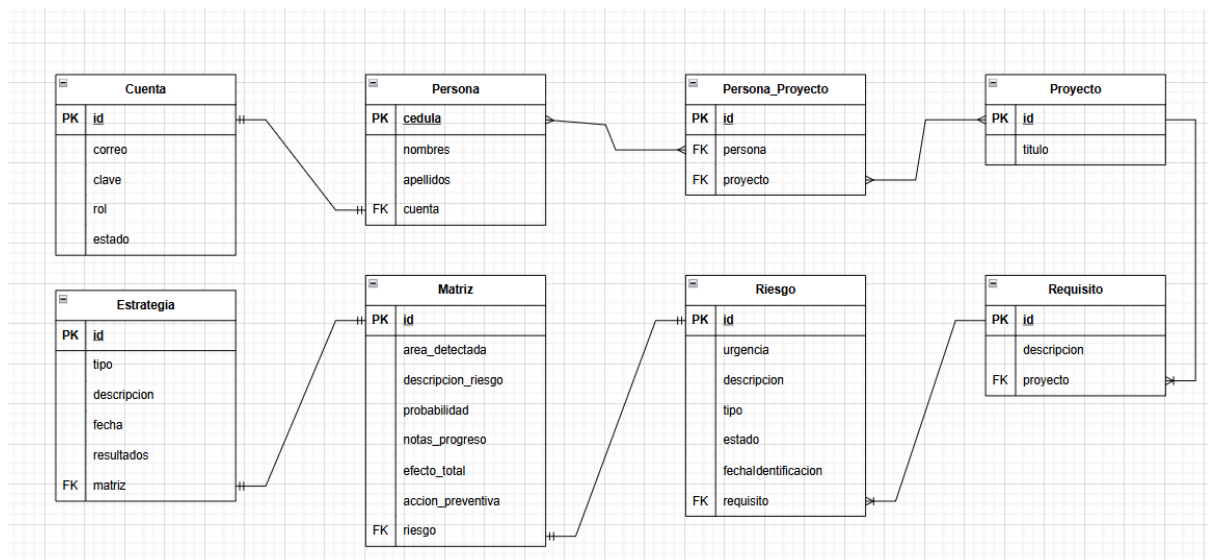 Cuenta
PK id
correo
clave
rol
estado
Persona
PK cedula
nombres
apellidos
FK cuenta
Persona_Proyecto
PK id
FK persona
FK proyecto
Proyecto
PK id
titulo
Estrategia
PK id
tipo
descripcion
fecha
resultados
FK matriz
Matriz
PK id
area_detectada
descripcion_riesgo
probabilidad
notas_progreso
efecto_total
accion_preventiva
FK riesgo
Riesgo
PK id
urgencia
descripcion
tipo
estado
fechaIdentificacion
FK requisito
Requisito
PK id
descripcion
FK proyecto